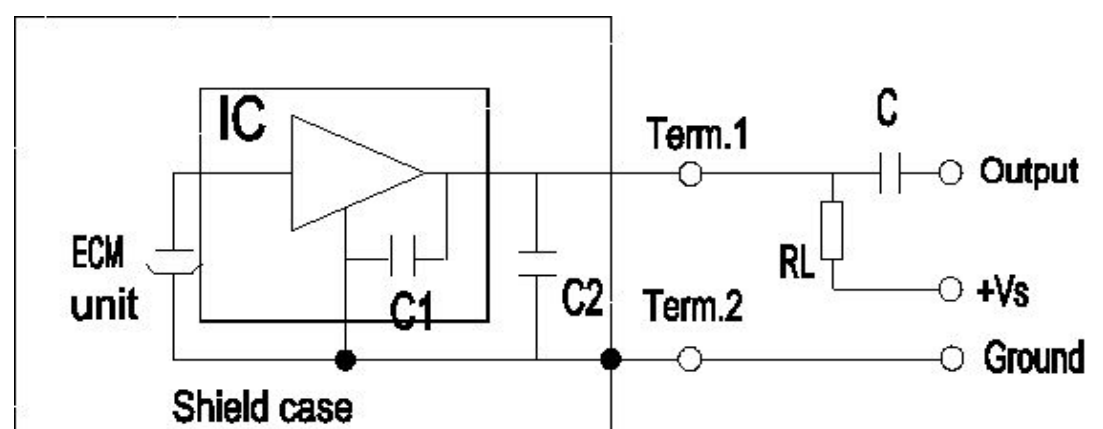 IC
Term.1
C
Output
ECM
unit
C1
C2
RL
+Vs
Term.2
Ground
Shield case